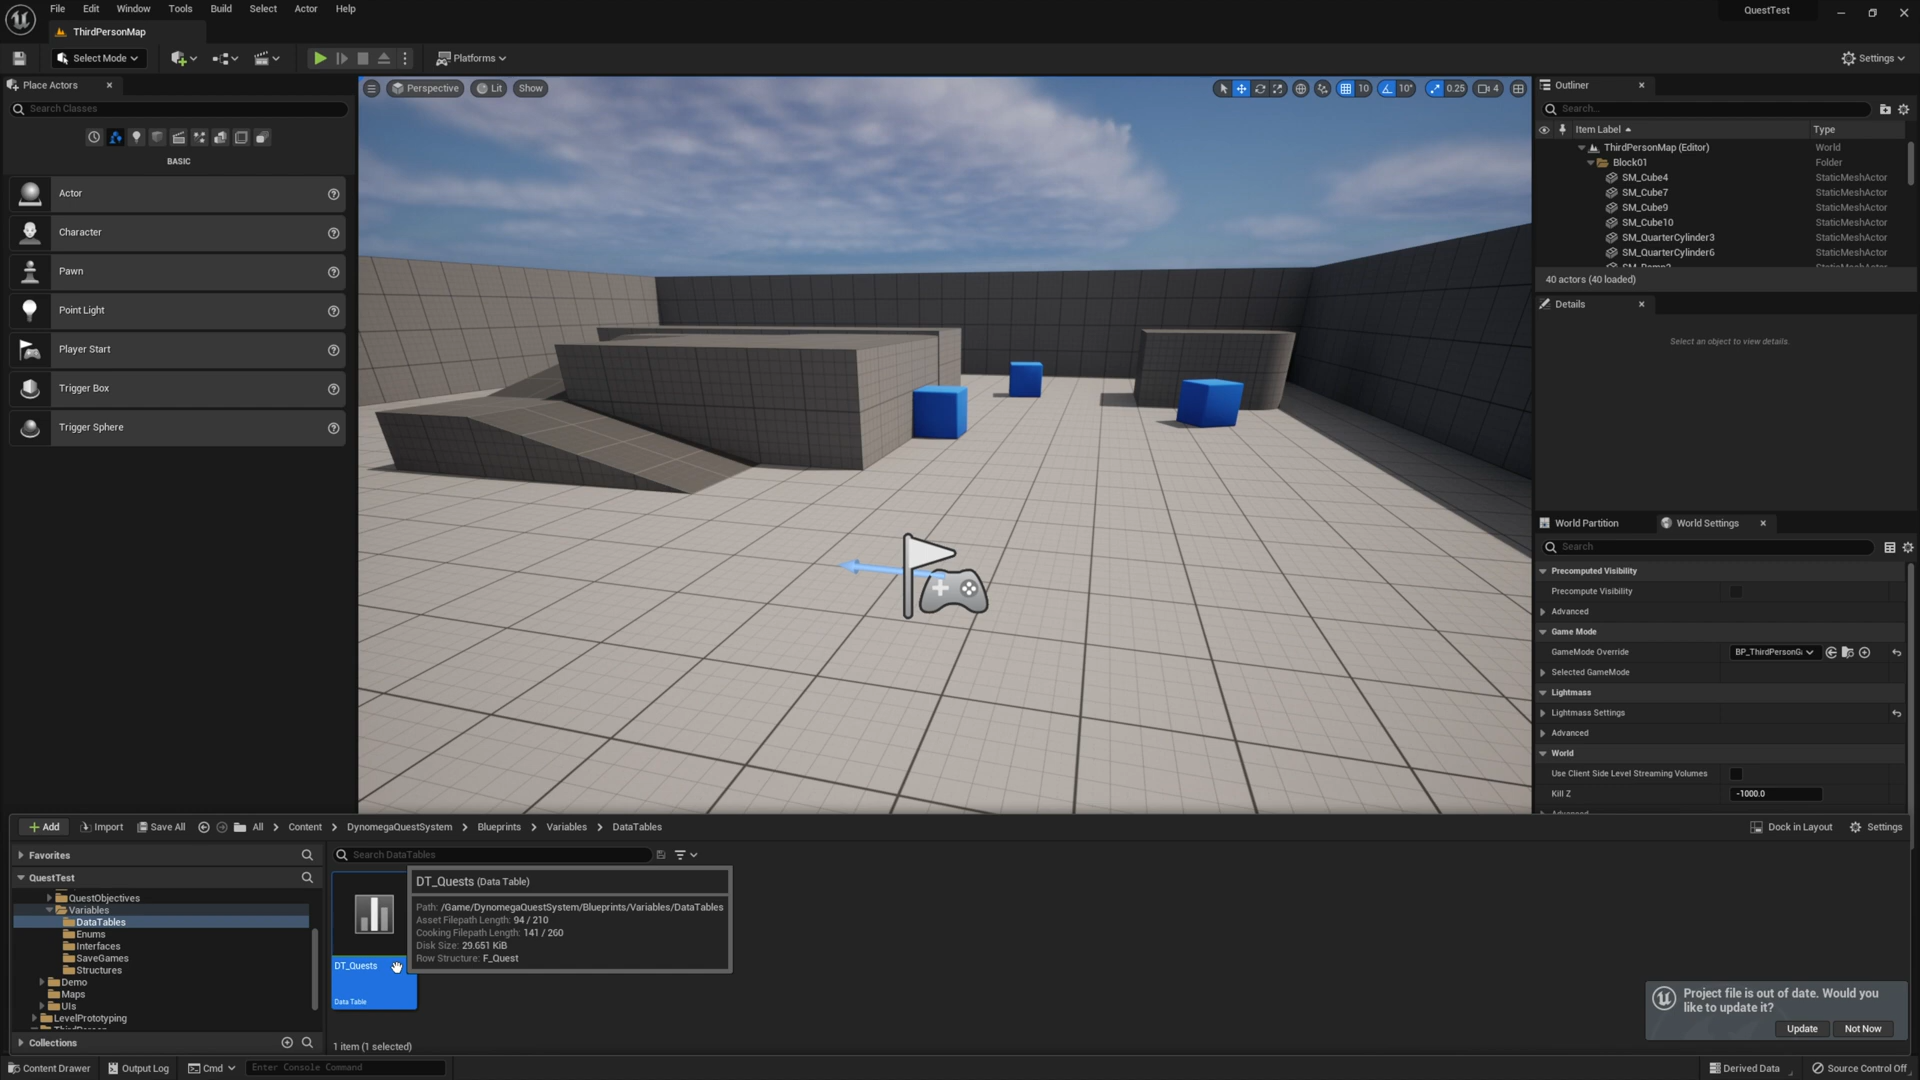 File Edit Window Tools Build Select Actor Help
QuestTest
ThirdPersonMap
Select Mode
Platforms
Settings
Place Actors
Search Classes
BASIC
Actor
Character
Pawn
Point Light
Player Start
Trigger Box
Trigger Sphere
Perspective Lit Show
10 10° 0.25 4
Outliner
Search...
Item Label Type
ThirdPersonMap (Editor) World
Block01 Folder
SM_Cube4 StaticMeshActor
SM_Cube7 StaticMeshActor
SM_Cube9 StaticMeshActor
SM_Cube10 StaticMeshActor
SM_QuarterCylinder3 StaticMeshActor
SM_QuarterCylinder6 StaticMeshActor
40 actors (40 loaded)
Details
Select an object to view details.
World Partition World Settings
Search
Precomputed Visibility
Precompute Visibility
Advanced
Game Mode
GameMode Override BP_ThirdPersonG
Selected GameMode
Lightmass
Lightmass Settings
Advanced
World
Use Client Side Level Streaming Volumes
Kill Z -1000.0
Add Import Save All All Content DynomegaQuestSystem Blueprints Variables DataTables Dock in Layout Settings
Favorites
QuestTest
QuestObjectives
Variables
DataTables
Enums
Interfaces
SaveGames
Structures
Demo
Maps
UIs
LevelPrototyping
Collections
Search DataTables
DT_Quests
Data Table
DT_Quests (Data Table)
Path: /Game/DynomegaQuestSystem/Blueprints/Variables/DataTables
Asset Filepath Length: 94 / 210
Cooking Filepath Length: 141 / 260
Disk Size: 29.651 KiB
Row Structure: F_Quest
1 item (1 selected)
Project file is out of date. Would you
like to update it?
Update Not Now
Content Drawer Output Log Cmd Enter Console Command
Derived Data Source Control Off